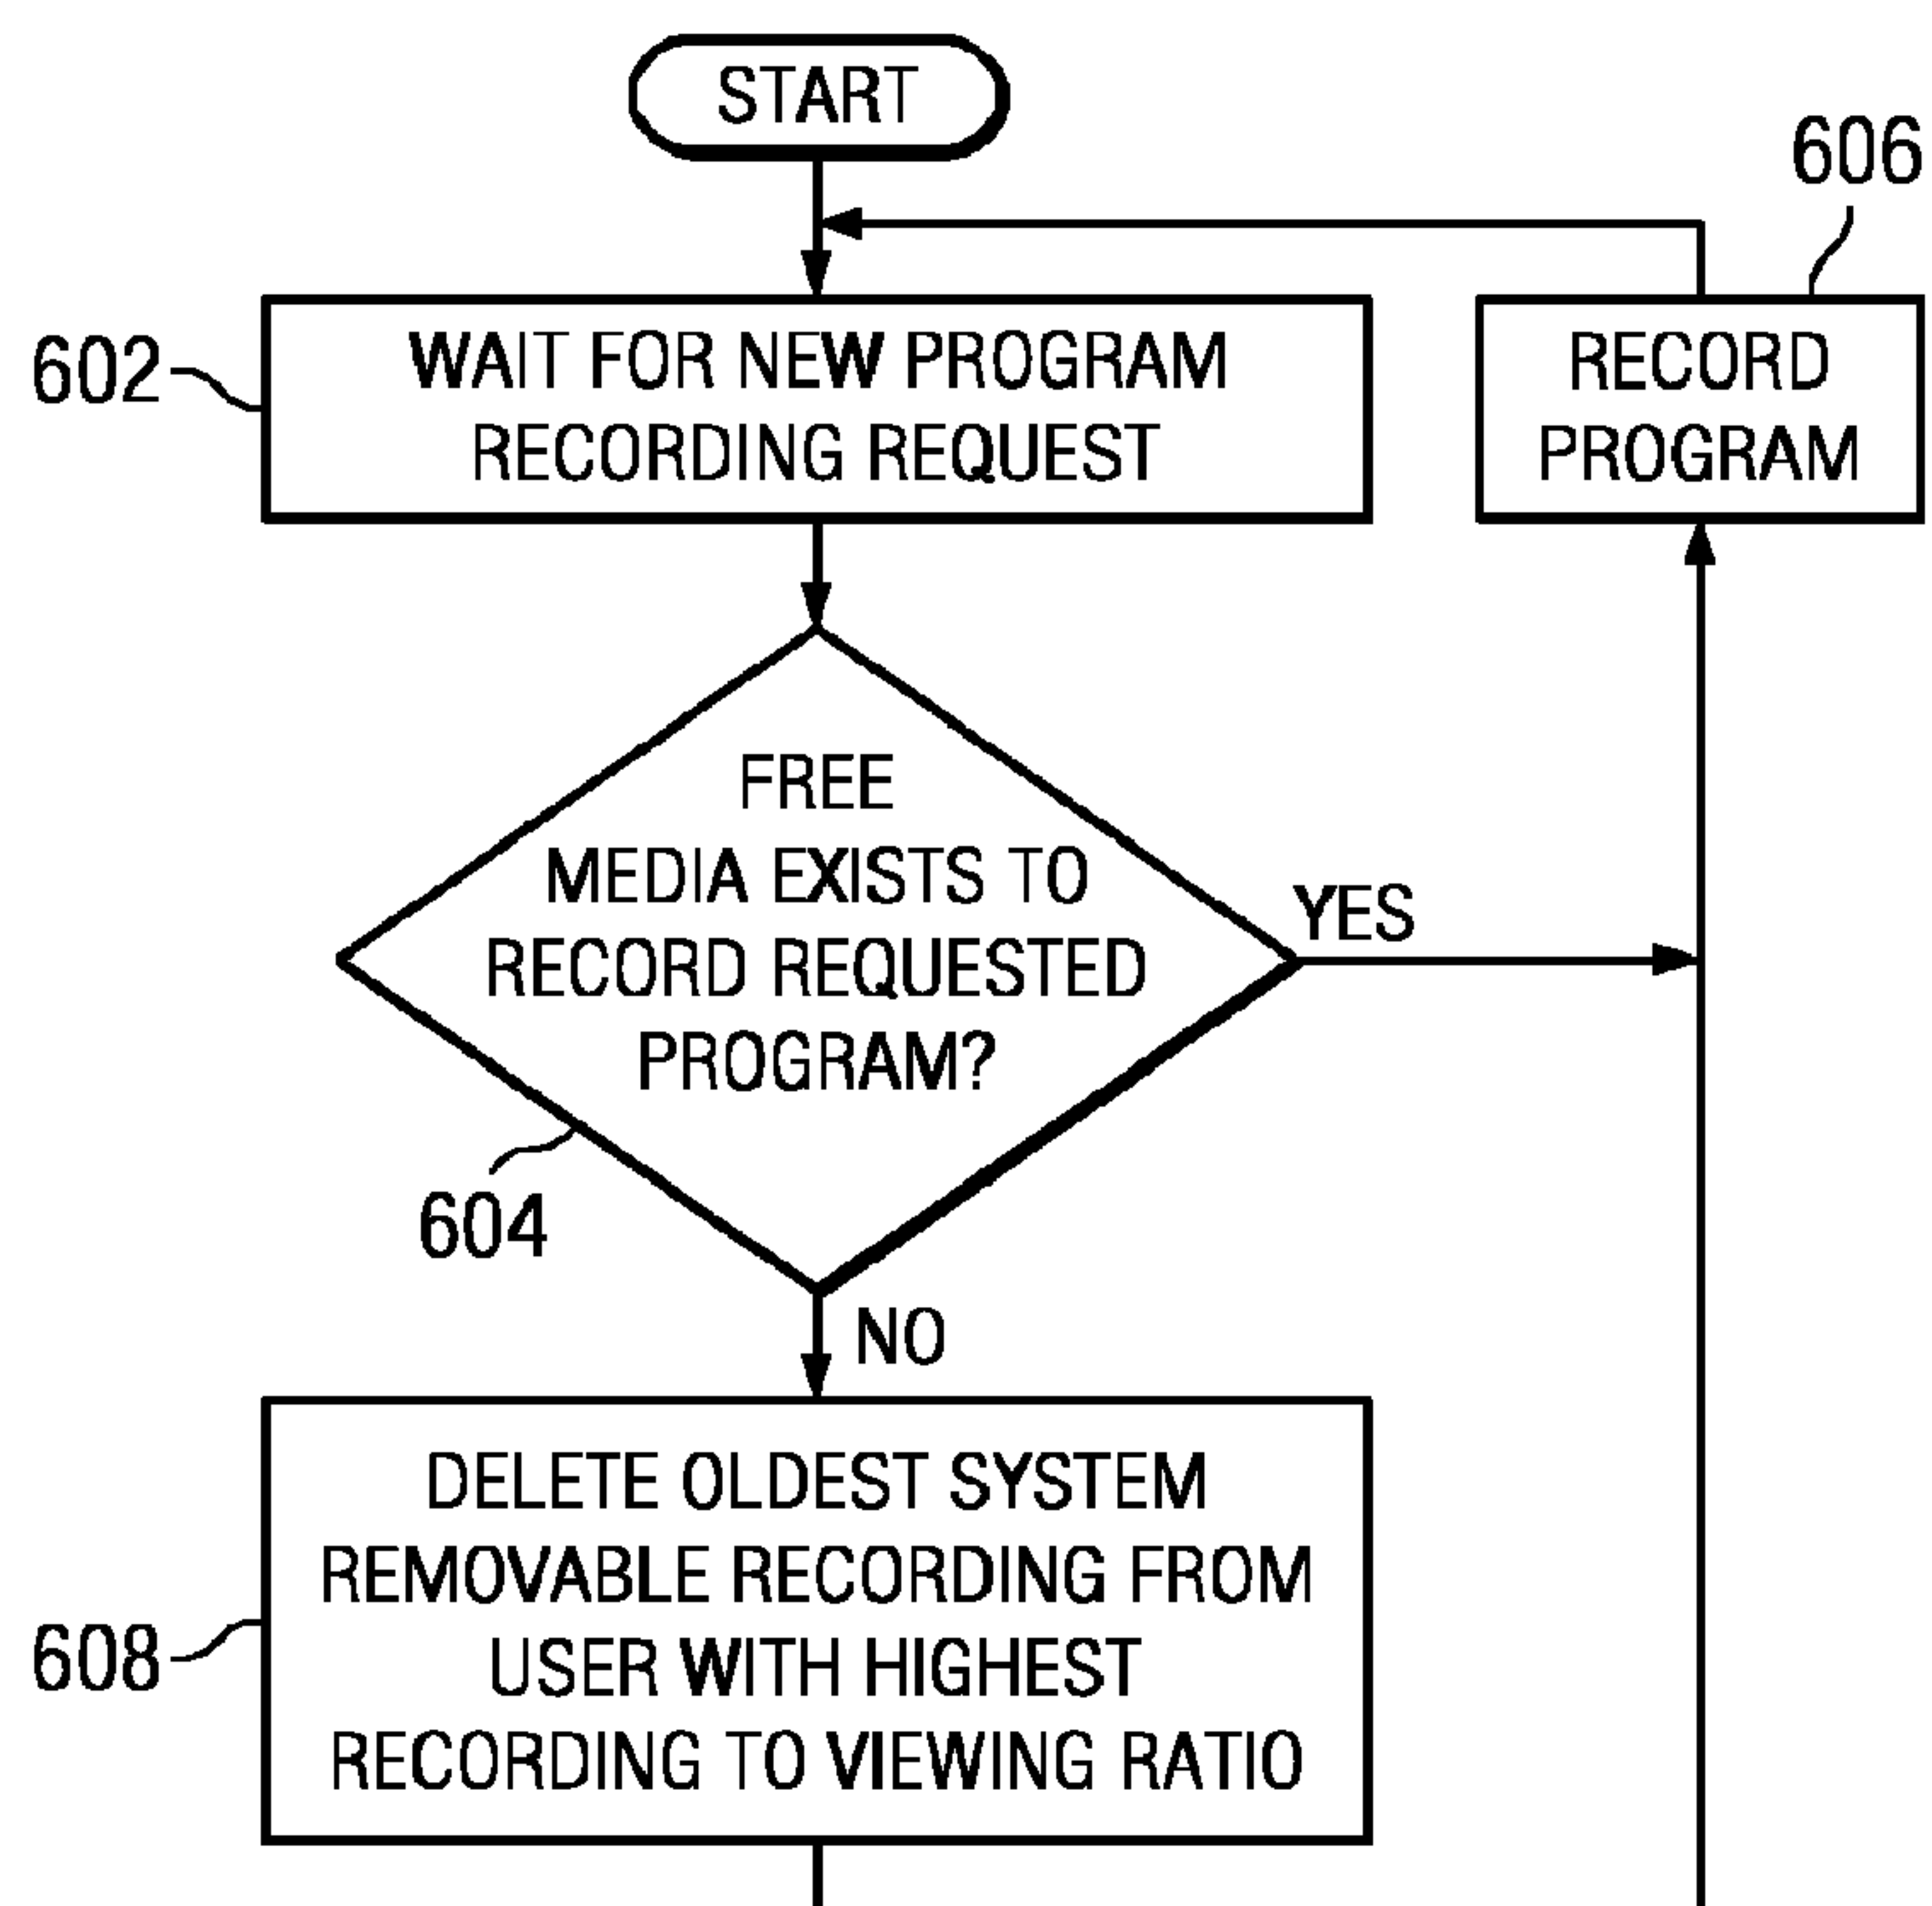 START
606
602
WAIT FOR NEW PROGRAM
RECORDING REQUEST
RECORD
PROGRAM
FREE
MEDIA EXISTS TO
RECORD REQUESTED
PROGRAM?
YES
604
NO
608
DELETE OLDEST SYSTEM
REMOVABLE RECORDING FROM
USER WITH HIGHEST
RECORDING TO VIEWING RATIO